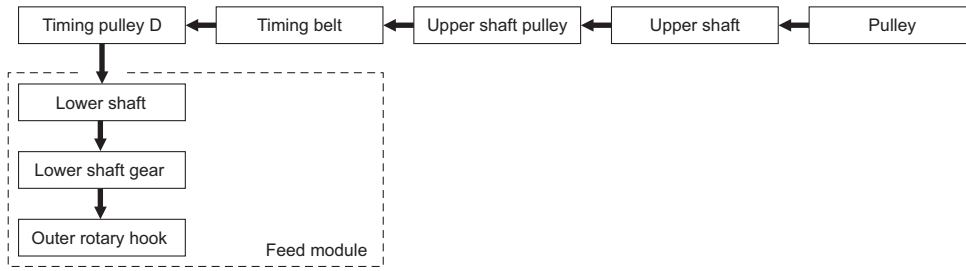 Timing pulley D
Timing belt
Upper shaft pulley
Upper shaft
Pulley
Lower shaft
Lower shaft gear
Outer rotary hook
Feed module